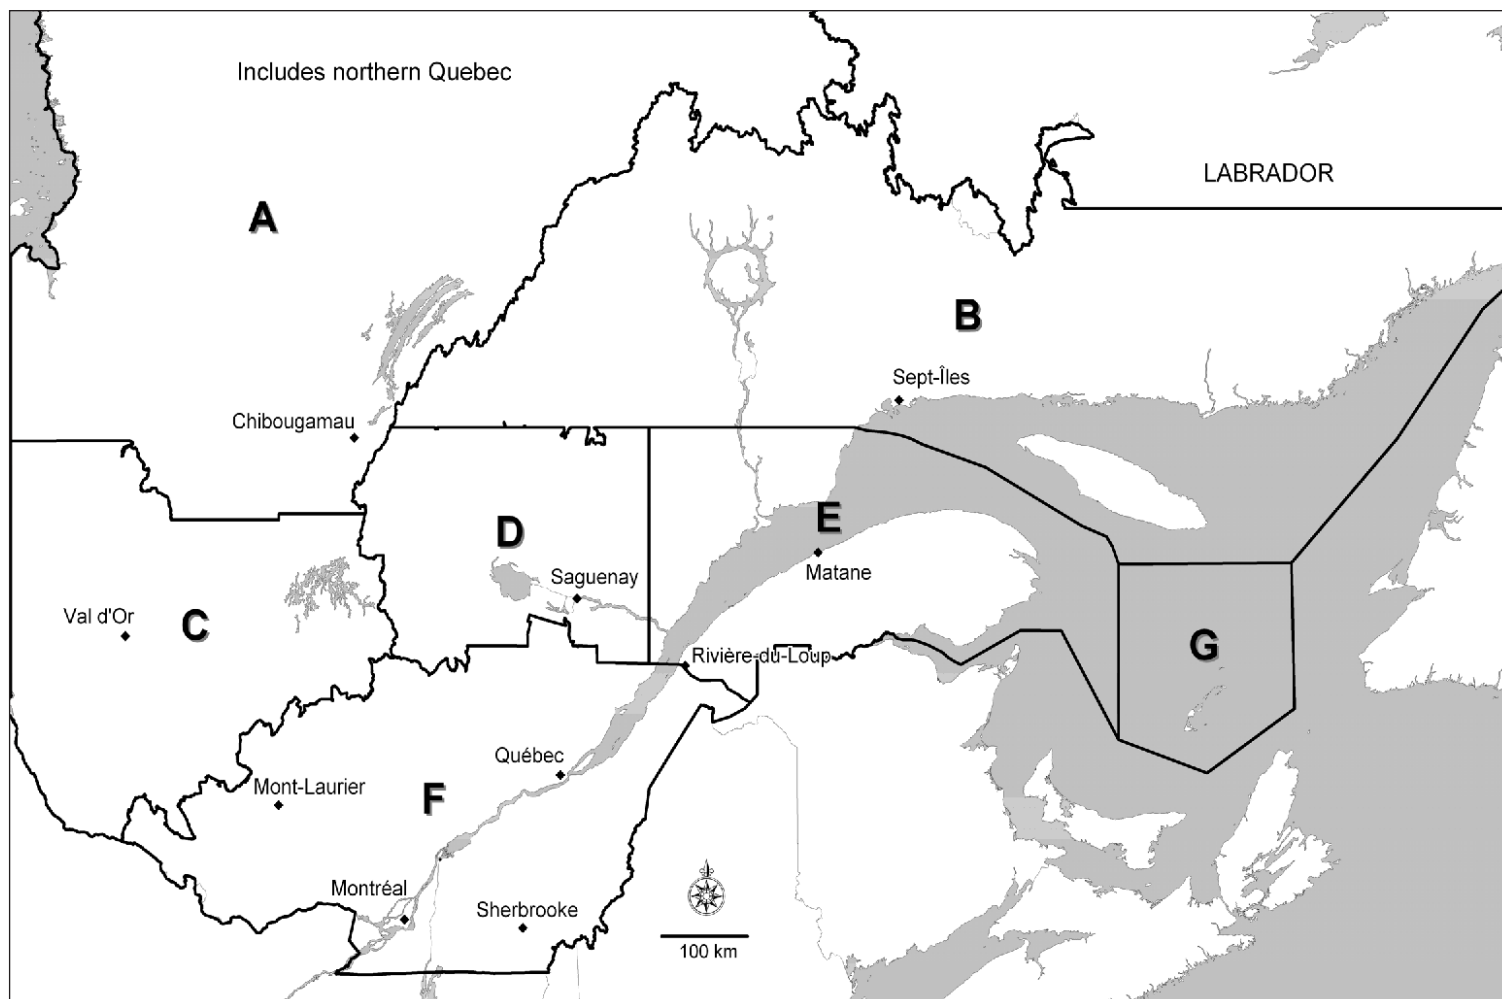 Includes northern Quebec
LABRADOR
A
B
Sept-Îles
Chibougamau
D
E
Saguenay
Matane
Val d'Or
C
G
Rivière-du-Loup
Québec
Mont-Laurier
F
Montréal
Sherbrooke
100 km